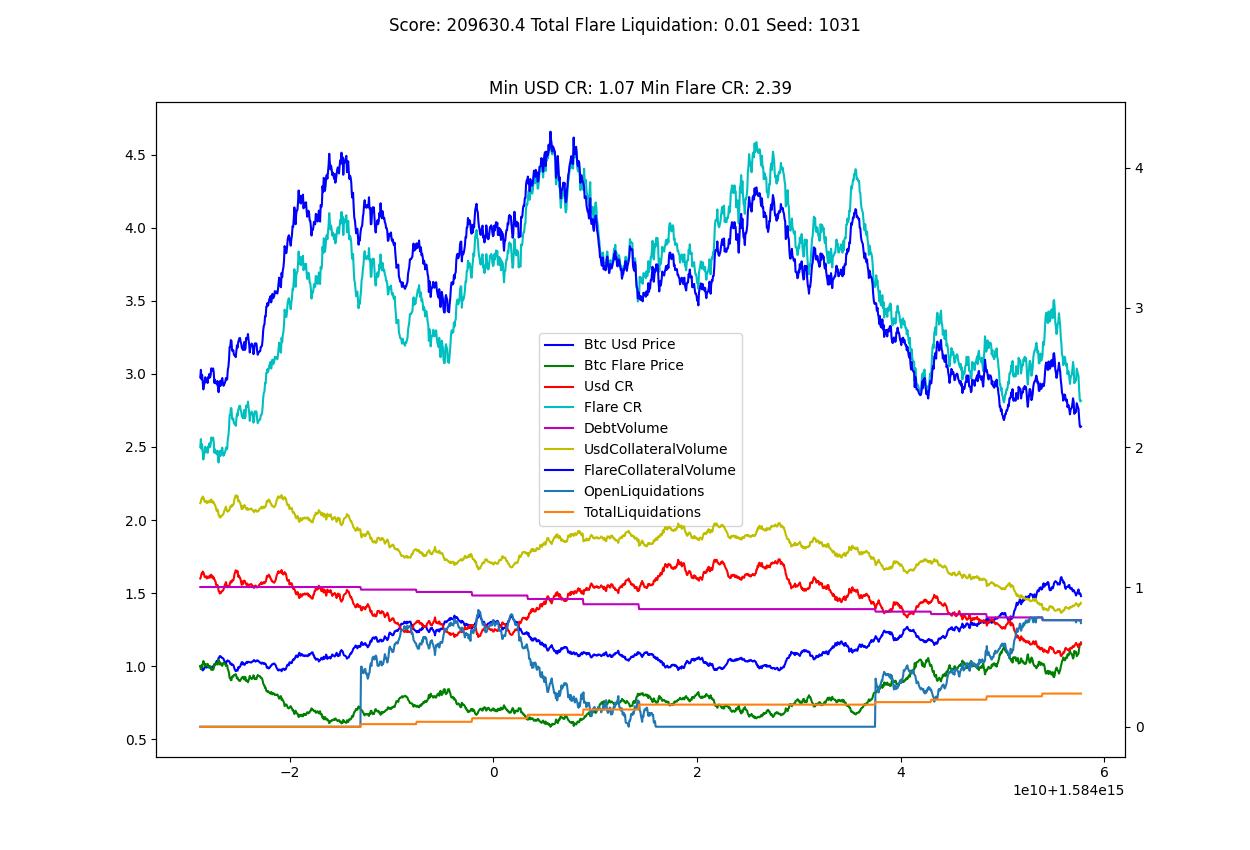 Score: 209630.4 Total Flare Liquidation: 0.01 Seed: 1031
Min USD CR: 1.07 Min Flare CR: 2.39
4.5
4.0
3.5
3.0
2.5
2.0
1.5
1.0
0.5
4
3
2
1
0
Btc Usd Price
Btc Flare Price
Usd CR
Flare CR
DebtVolume
UsdCollateralVolume
FlareCollateralVolume
OpenLiquidations
TotalLiquidations
−2 0 2 4 6
1e10+1.584e15